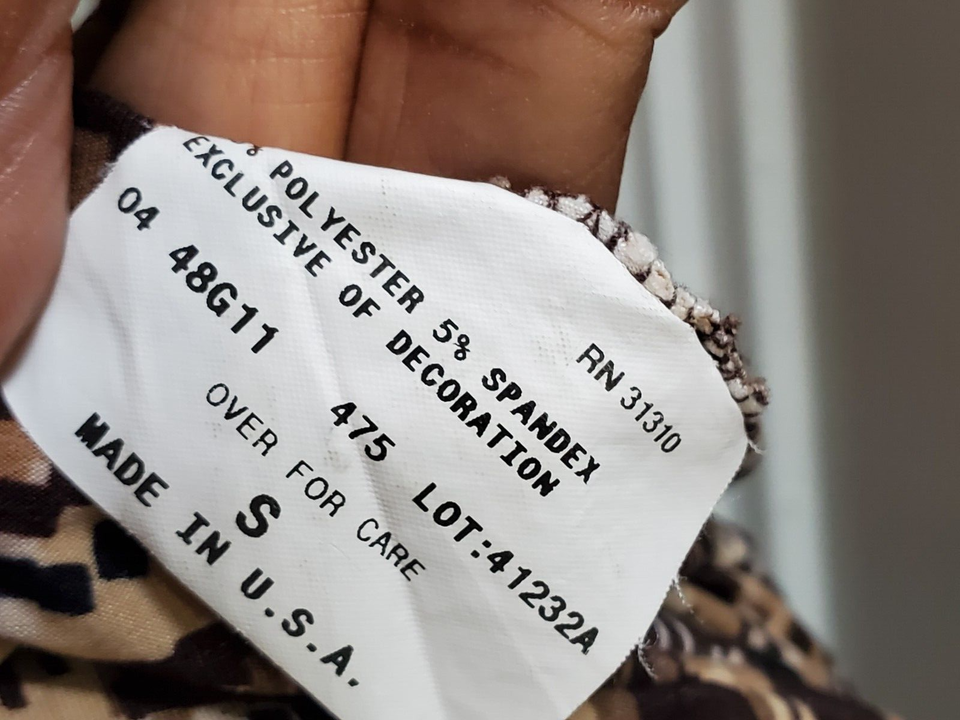 RN 31310
% POLYESTER 5% SPANDEX
EXCLUSIVE OF DECORATION
04 48G11 475 LOT:41232A
OVER FOR CARE
S
MADE IN U.S.A.